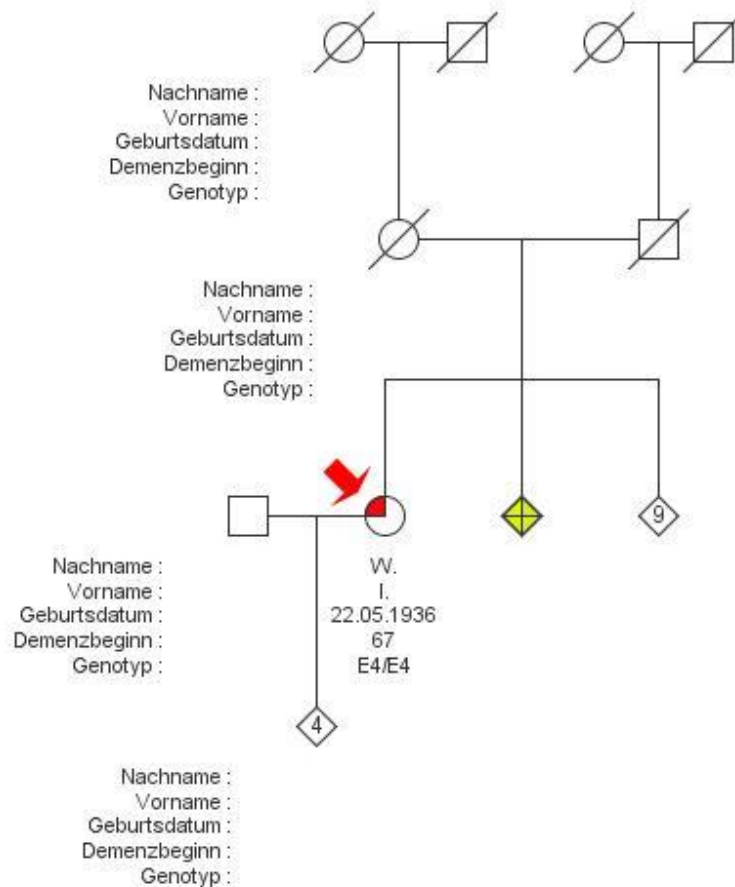 Nachname :
Vorname :
Geburtsdatum :
Demenzbeginn :
Genotyp :
Nachname :
Vorname :
Geburtsdatum :
Demenzbeginn :
Genotyp :
9
Nachname : W.
Vorname : I.
Geburtsdatum : 22.05.1936
Demenzbeginn : 67
Genotyp : E4/E4
4
Nachname :
Vorname :
Geburtsdatum :
Demenzbeginn :
Genotyp :